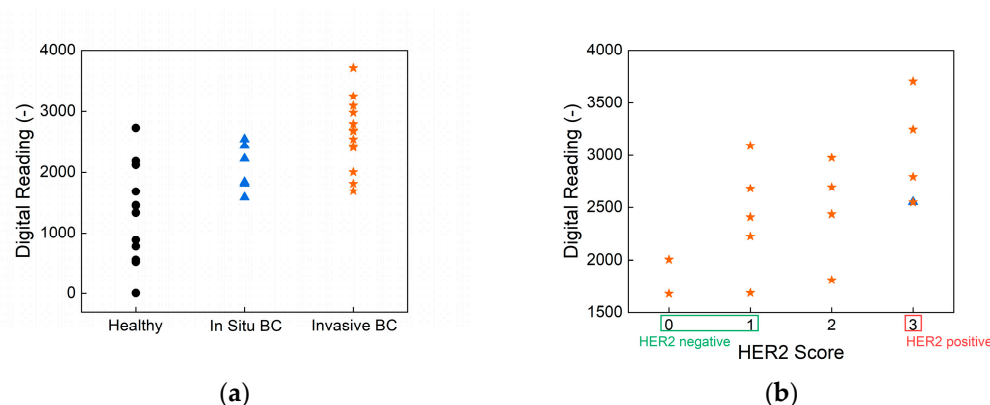 4000
3000
2000
1000
0
Digital Reading (-)
Healthy
In Situ BC
Invasive BC
(a)
4000
3500
3000
2500
2000
1500
Digital Reading (-)
0
1
2
3
HER2 negative
HER2 positive
HER2 Score
(b)